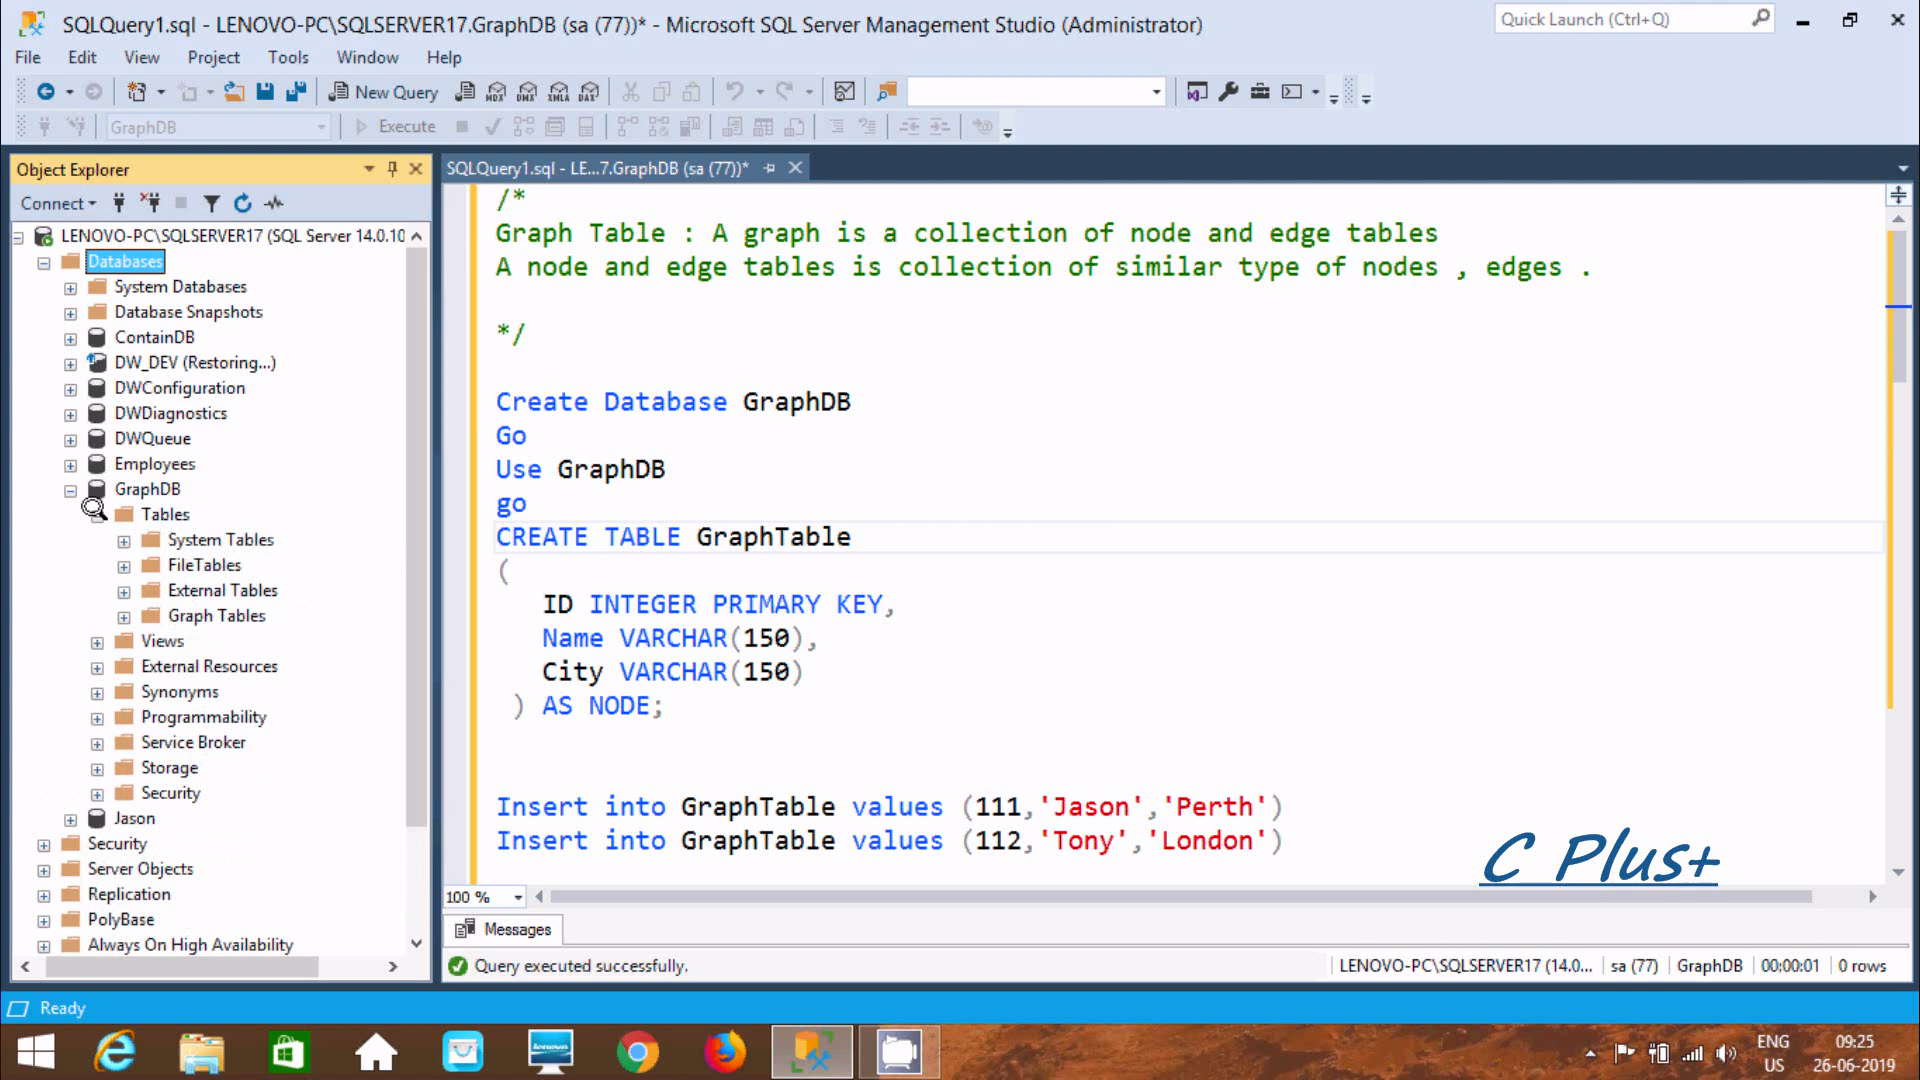 SQLQuery1.sql - LENOVO-PC\SQLSERVER17.GraphDB (sa (77))* - Microsoft SQL Server Management Studio (Administrator)
Quick Launch (Ctrl+Q)
File Edit View Project Tools Window Help
New Query MDX DMX XMLA DAX
GraphDB Execute
Object Explorer
SQLQuery1.sql - LE...7.GraphDB (sa (77))*
Connect
LENOVO-PC\SQLSERVER17 (SQL Server 14.0.10
Databases
System Databases
Database Snapshots
ContainDB
DW_DEV (Restoring...)
DWConfiguration
DWDiagnostics
DWQueue
Employees
GraphDB
Tables
System Tables
FileTables
External Tables
Graph Tables
Views
External Resources
Synonyms
Programmability
Service Broker
Storage
Security
Jason
Security
Server Objects
Replication
PolyBase
Always On High Availability
/*
Graph Table : A graph is a collection of node and edge tables
A node and edge tables is collection of similar type of nodes , edges .
*/
Create Database GraphDB
Go
Use GraphDB
go
CREATE TABLE GraphTable
(
ID INTEGER PRIMARY KEY,
Name VARCHAR(150),
City VARCHAR(150)
) AS NODE;
Insert into GraphTable values (111,'Jason','Perth')
Insert into GraphTable values (112,'Tony','London')
C Plus+
100 %
Messages
Query executed successfully.
LENOVO-PC\SQLSERVER17 (14.0... sa (77) GraphDB 00:00:01 0 rows
Ready
lenovo
ENG
US
09:25
26-06-2019